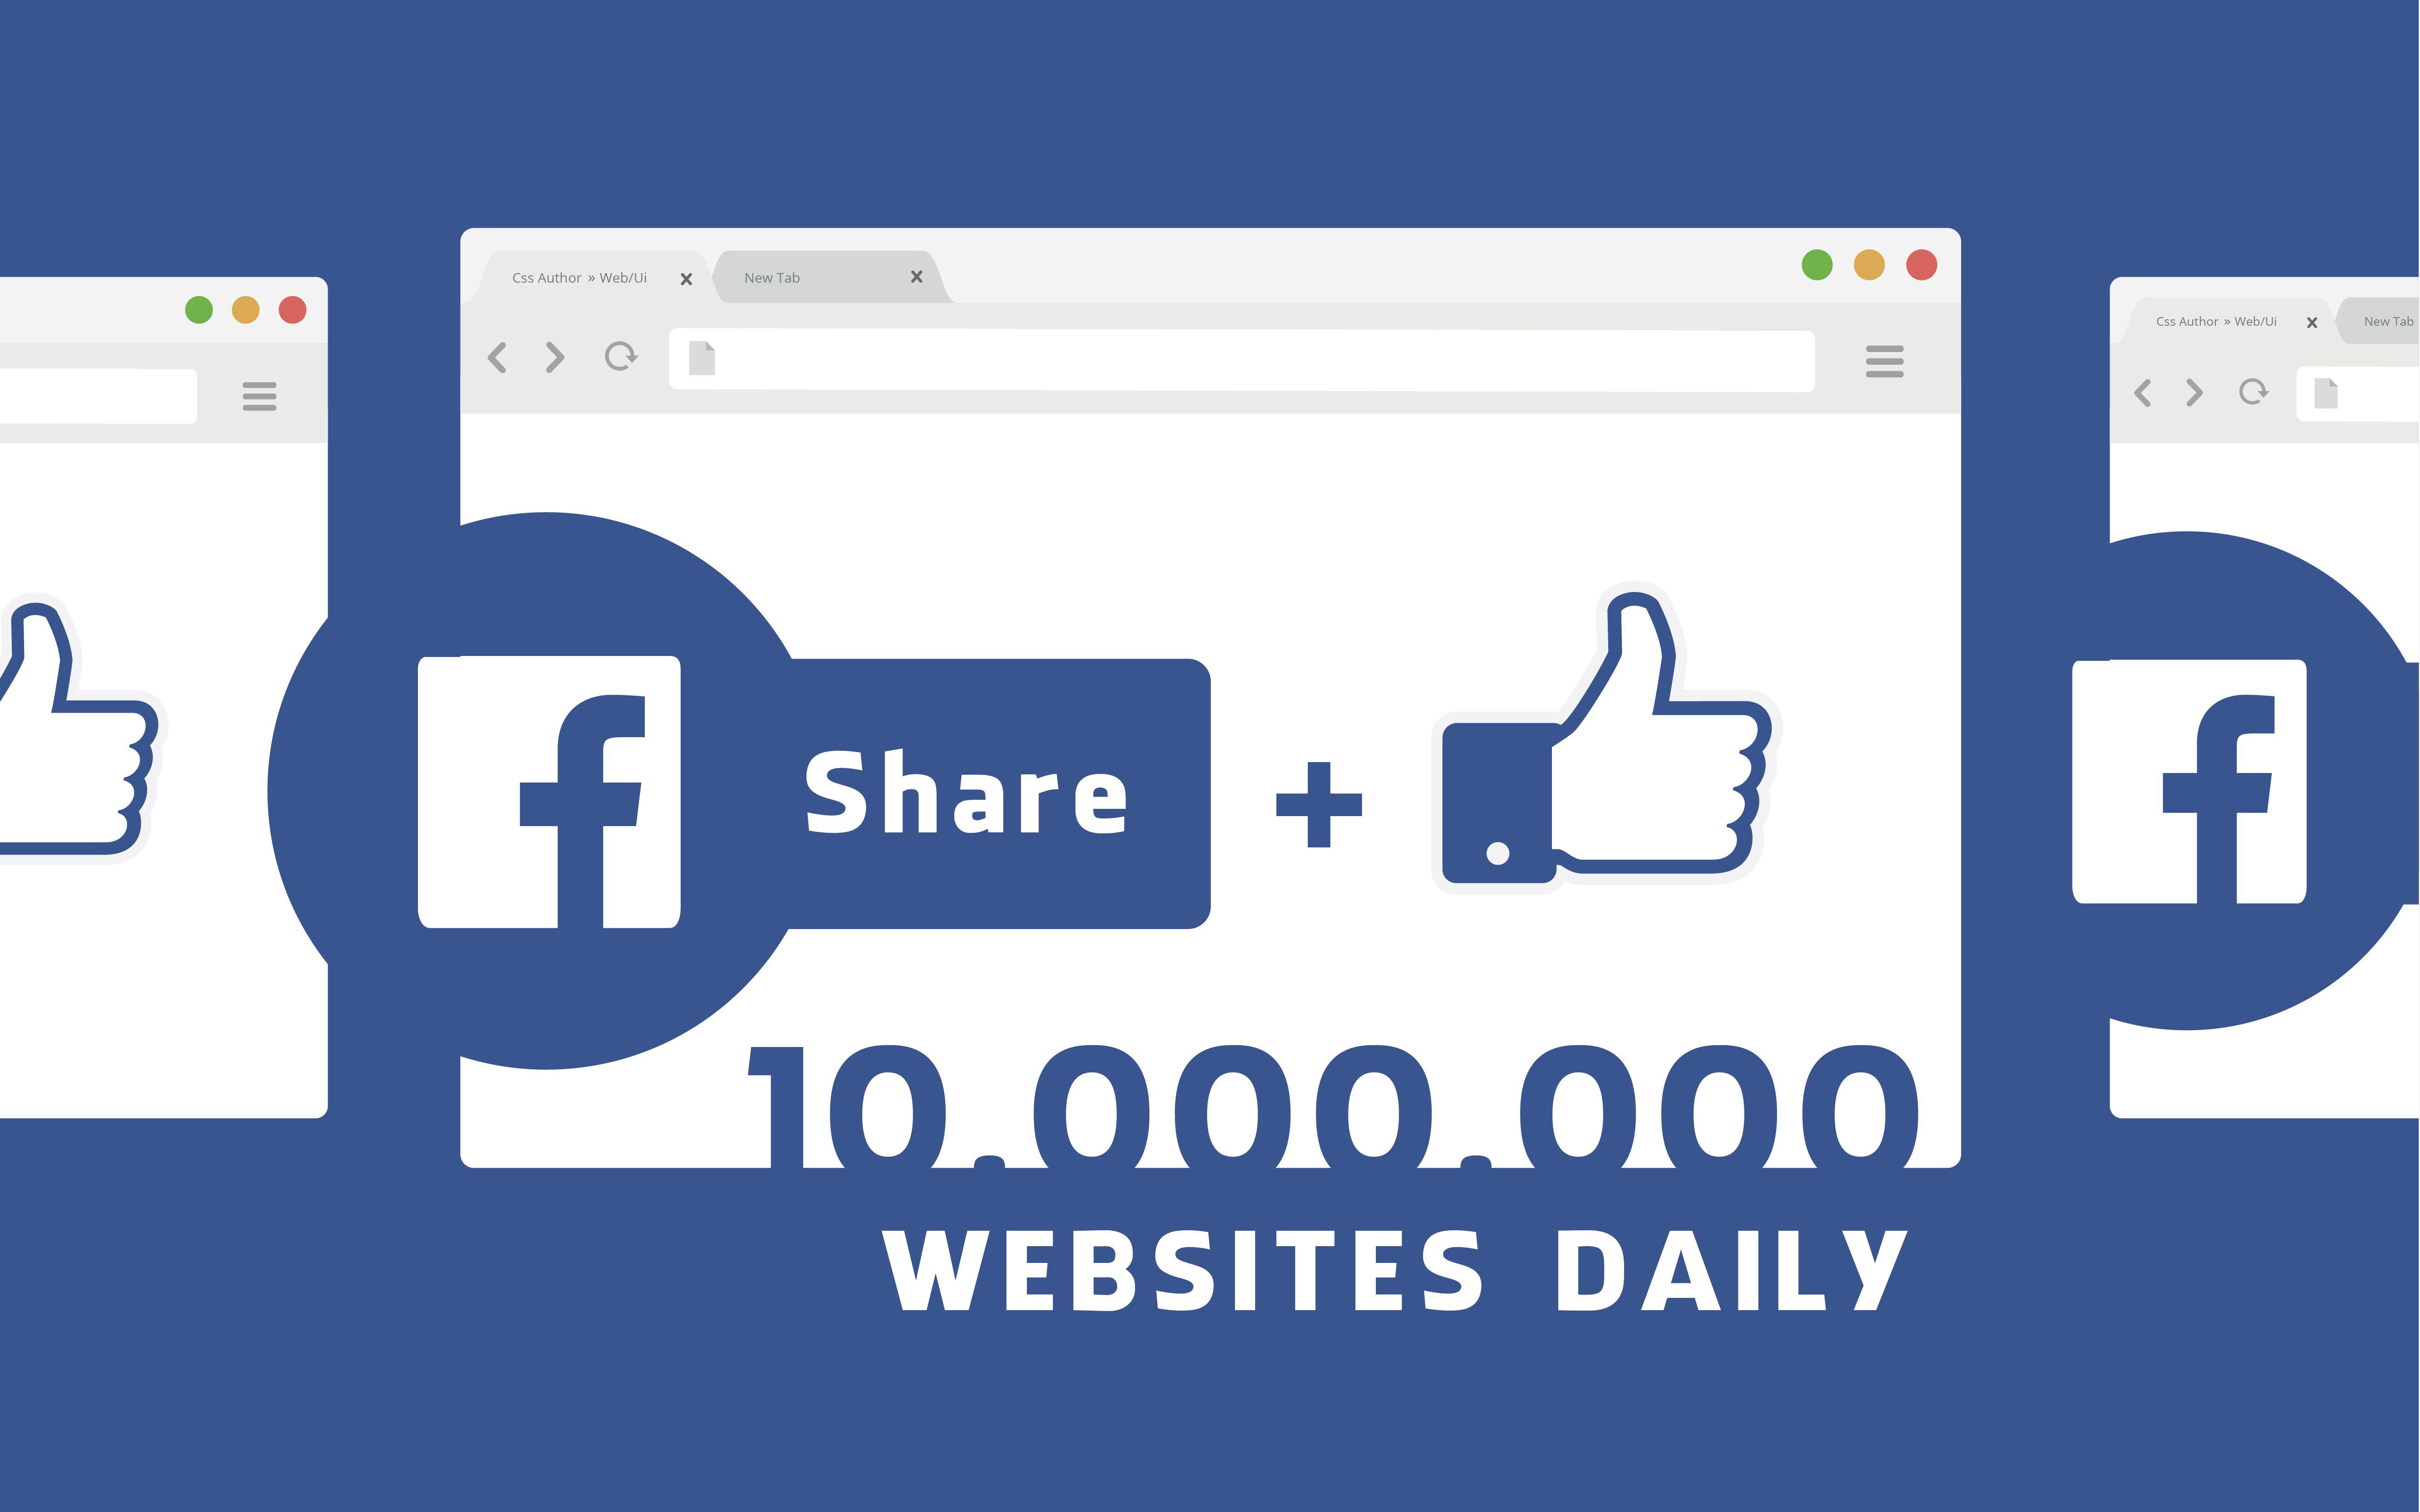 Css Author » Web/Ui
New Tab
Css Author » Web/Ui
New Tab
f Share +
f
10.000.000
WEBSITES DAILY